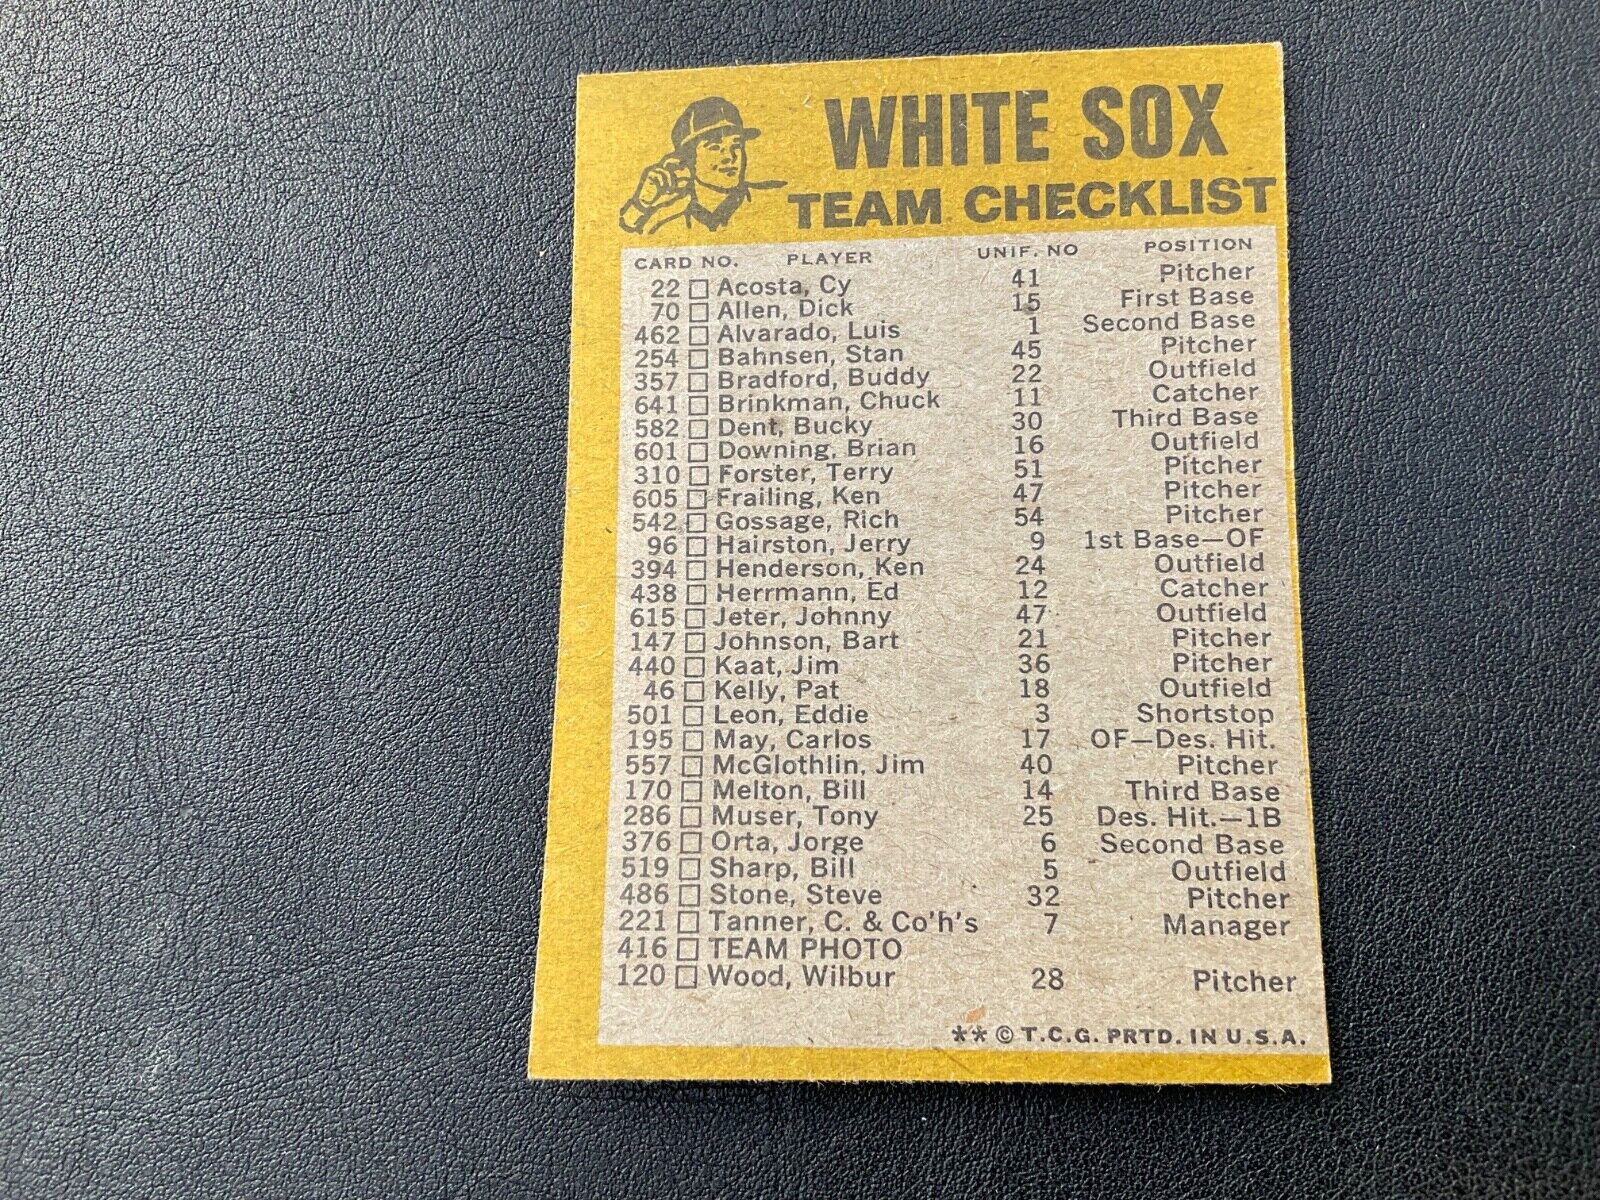 WHITE SOX
TEAM CHECKLIST
CARD NO. PLAYER UNIF. NO POSITION
22 Acosta, Cy 41 Pitcher
70 Allen, Dick 15 First Base
462 Alvarado, Luis 1 Second Base
254 Bahnsen, Stan 45 Pitcher
357 Bradford, Buddy 22 Outfield
641 Brinkman, Chuck 11 Catcher
582 Dent, Bucky 30 Third Base
601 Downing, Brian 16 Outfield
310 Forster, Terry 51 Pitcher
605 Frailing, Ken 47 Pitcher
542 Gossage, Rich 54 Pitcher
96 Hairston, Jerry 9 1st Base—OF
394 Henderson, Ken 24 Outfield
438 Herrmann, Ed 12 Catcher
615 Jeter, Johnny 47 Outfield
147 Johnson, Bart 21 Pitcher
440 Kaat, Jim 36 Pitcher
46 Kelly, Pat 18 Outfield
501 Leon, Eddie 3 Shortstop
195 May, Carlos 17 OF—Des. Hit.
557 McGlothlin, Jim 40 Pitcher
170 Melton, Bill 14 Third Base
286 Muser, Tony 25 Des. Hit.—1B
376 Orta, Jorge 6 Second Base
519 Sharp, Bill 5 Outfield
486 Stone, Steve 32 Pitcher
221 Tanner, C. & Co'h's 7 Manager
416 TEAM PHOTO
120 Wood, Wilbur 28 Pitcher
** © T.C.G. PRTD. IN U.S.A.